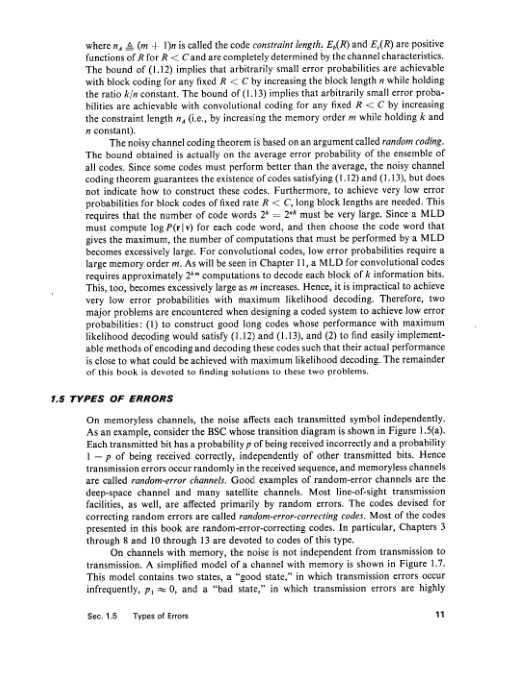 where n_A ≜ (m + 1)n is called the code constraint length. E_b(R) and E_c(R) are positive
functions of R for R < C and are completely determined by the channel characteristics.
The bound of (1.12) implies that arbitrarily small error probabilities are achievable
with block coding for any fixed R < C by increasing the block length n while holding
the ratio k/n constant. The bound of (1.13) implies that arbitrarily small error proba-
bilities are achievable with convolutional coding for any fixed R < C by increasing
the constraint length n_A (i.e., by increasing the memory order m while holding k and
n constant).
The noisy channel coding theorem is based on an argument called random coding.
The bound obtained is actually on the average error probability of the ensemble of
all codes. Since some codes must perform better than the average, the noisy channel
coding theorem guarantees the existence of codes satisfying (1.12) and (1.13), but does
not indicate how to construct these codes. Furthermore, to achieve very low error
probabilities for block codes of fixed rate R < C, long block lengths are needed. This
requires that the number of code words 2^k = 2^nR must be very large. Since a MLD
must compute log P(r|v) for each code word, and then choose the code word that
gives the maximum, the number of computations that must be performed by a MLD
becomes excessively large. For convolutional codes, low error probabilities require a
large memory order m. As will be seen in Chapter 11, a MLD for convolutional codes
requires approximately 2^km computations to decode each block of k information bits.
This, too, becomes excessively large as m increases. Hence, it is impractical to achieve
very low error probabilities with maximum likelihood decoding. Therefore, two
major problems are encountered when designing a coded system to achieve low error
probabilities: (1) to construct good long codes whose performance with maximum
likelihood decoding would satisfy (1.12) and (1.13), and (2) to find easily implement-
able methods of encoding and decoding these codes such that their actual performance
is close to what could be achieved with maximum likelihood decoding. The remainder
of this book is devoted to finding solutions to these two problems.
1.5 TYPES OF ERRORS
On memoryless channels, the noise affects each transmitted symbol independently.
As an example, consider the BSC whose transition diagram is shown in Figure 1.5(a).
Each transmitted bit has a probability p of being received incorrectly and a probability
1 − p of being received correctly, independently of other transmitted bits. Hence
transmission errors occur randomly in the received sequence, and memoryless channels
are called random-error channels. Good examples of random-error channels are the
deep-space channel and many satellite channels. Most line-of-sight transmission
facilities, as well, are affected primarily by random errors. The codes devised for
correcting random errors are called random-error-correcting codes. Most of the codes
presented in this book are random-error-correcting codes. In particular, Chapters 3
through 8 and 10 through 13 are devoted to codes of this type.
On channels with memory, the noise is not independent from transmission to
transmission. A simplified model of a channel with memory is shown in Figure 1.7.
This model contains two states, a "good state," in which transmission errors occur
infrequently, p₁ ≈ 0, and a "bad state," in which transmission errors are highly
Sec. 1.5 Types of Errors 11